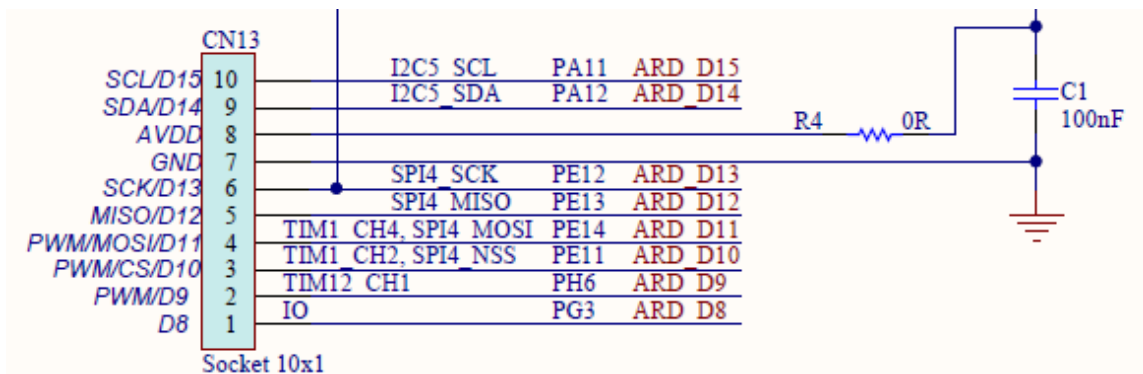 CN13
SCL/D15 10 I2C5_SCL PA11 ARD_D15
SDA/D14 9 I2C5_SDA PA12 ARD_D14
AVDD 8 R4 0R
C1
100nF
GND 7
SCK/D13 6 SPI4_SCK PE12 ARD_D13
MISO/D12 5 SPI4_MISO PE13 ARD_D12
PWM/MOSI/D11 4 TIM1_CH4, SPI4_MOSI PE14 ARD_D11
PWM/CS/D10 3 TIM1_CH2, SPI4_NSS PE11 ARD_D10
PWM/D9 2 TIM12_CH1 PH6 ARD_D9
D8 1 IO PG3 ARD_D8
Socket 10x1